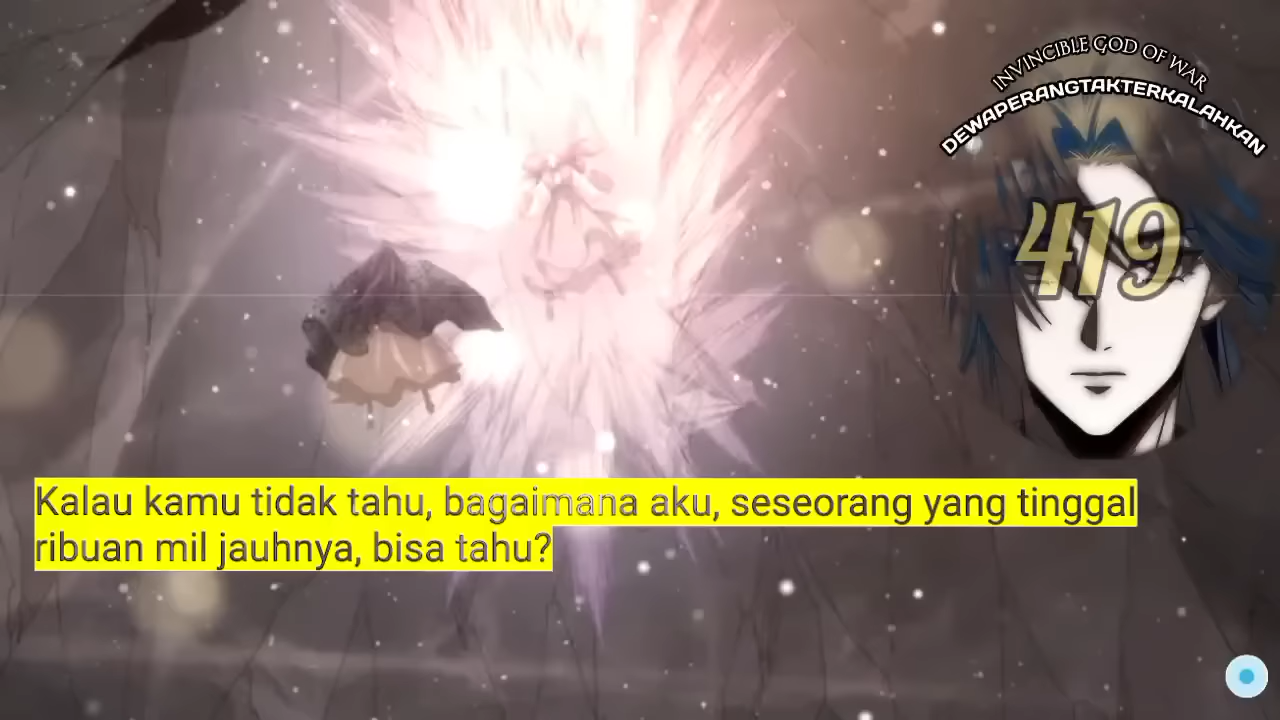 INVINCIBLE GOD OF WAR
DEWAPERANGTAKTERKALAHKAN
419
Kalau kamu tidak tahu, bagaimana aku, seseorang yang tinggal
ribuan mil jauhnya, bisa tahu?